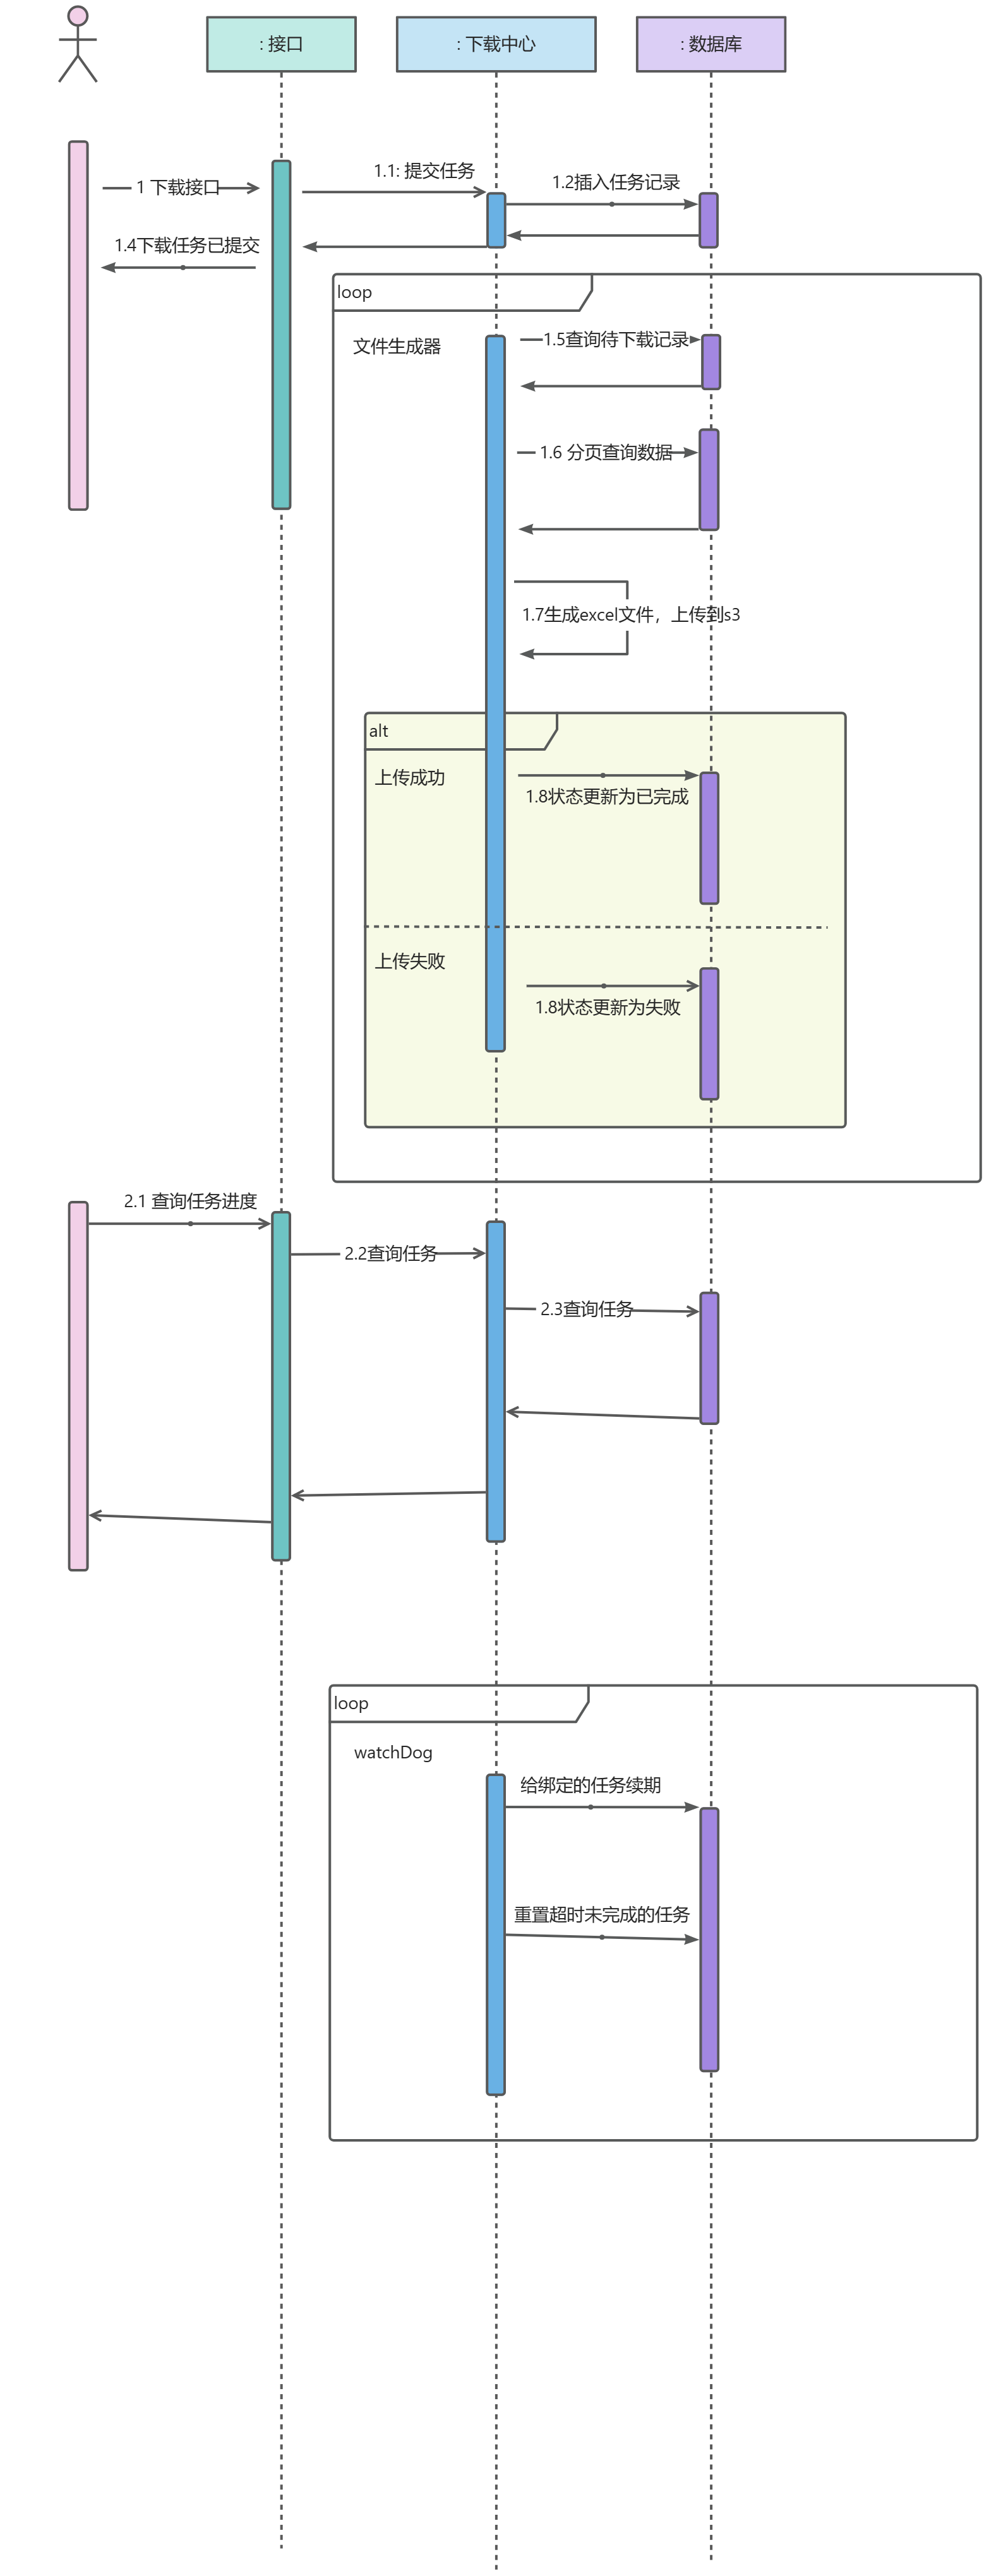 : 接口
: 下载中心
: 数据库
1.1: 提交任务
1.2插入任务记录
1 下载接口
1.4下载任务已提交
loop
文件生成器
1.5查询待下载记录
1.6 分页查询数据
1.7生成excel文件，上传到s3
alt
上传成功
1.8状态更新为已完成
上传失败
1.8状态更新为失败
2.1 查询任务进度
2.2查询任务
2.3查询任务
loop
watchDog
给绑定的任务续期
重置超时未完成的任务